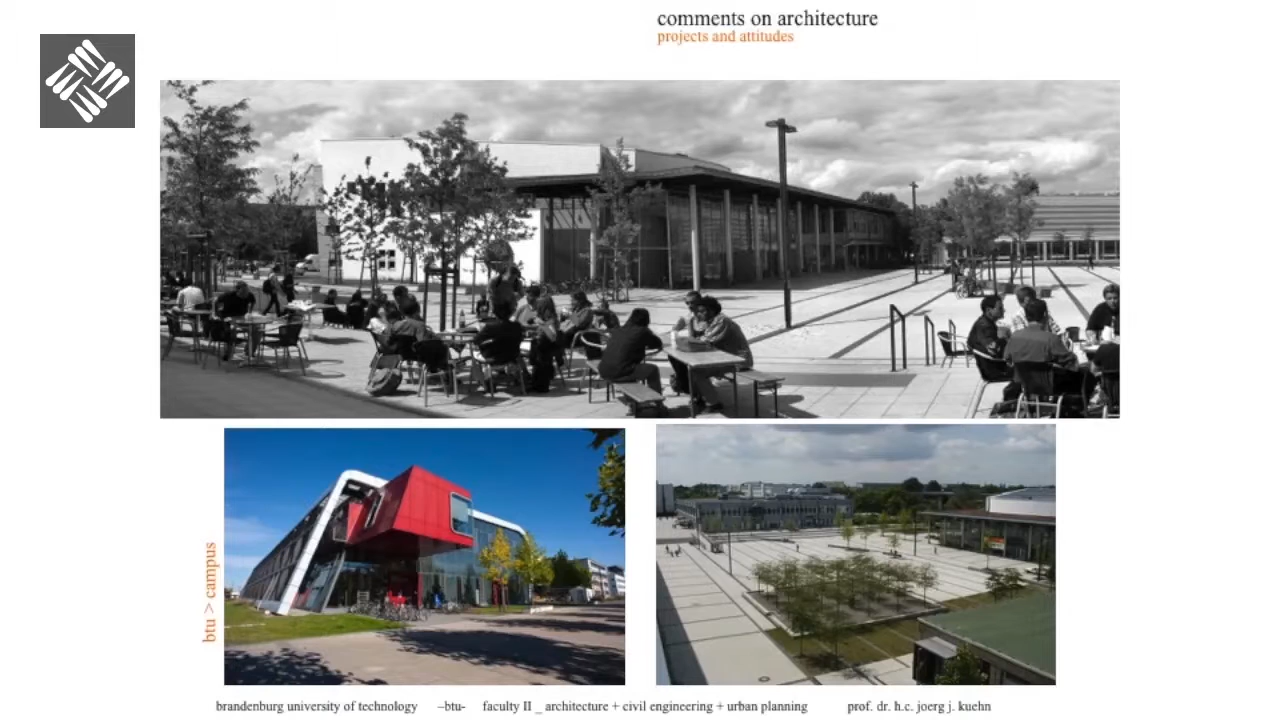 comments on architecture
projects and attitudes
btu > campus
brandenburg university of technology –btu- faculty II _ architecture + civil engineering + urban planning prof. dr. h.c. joerg j. kuehn